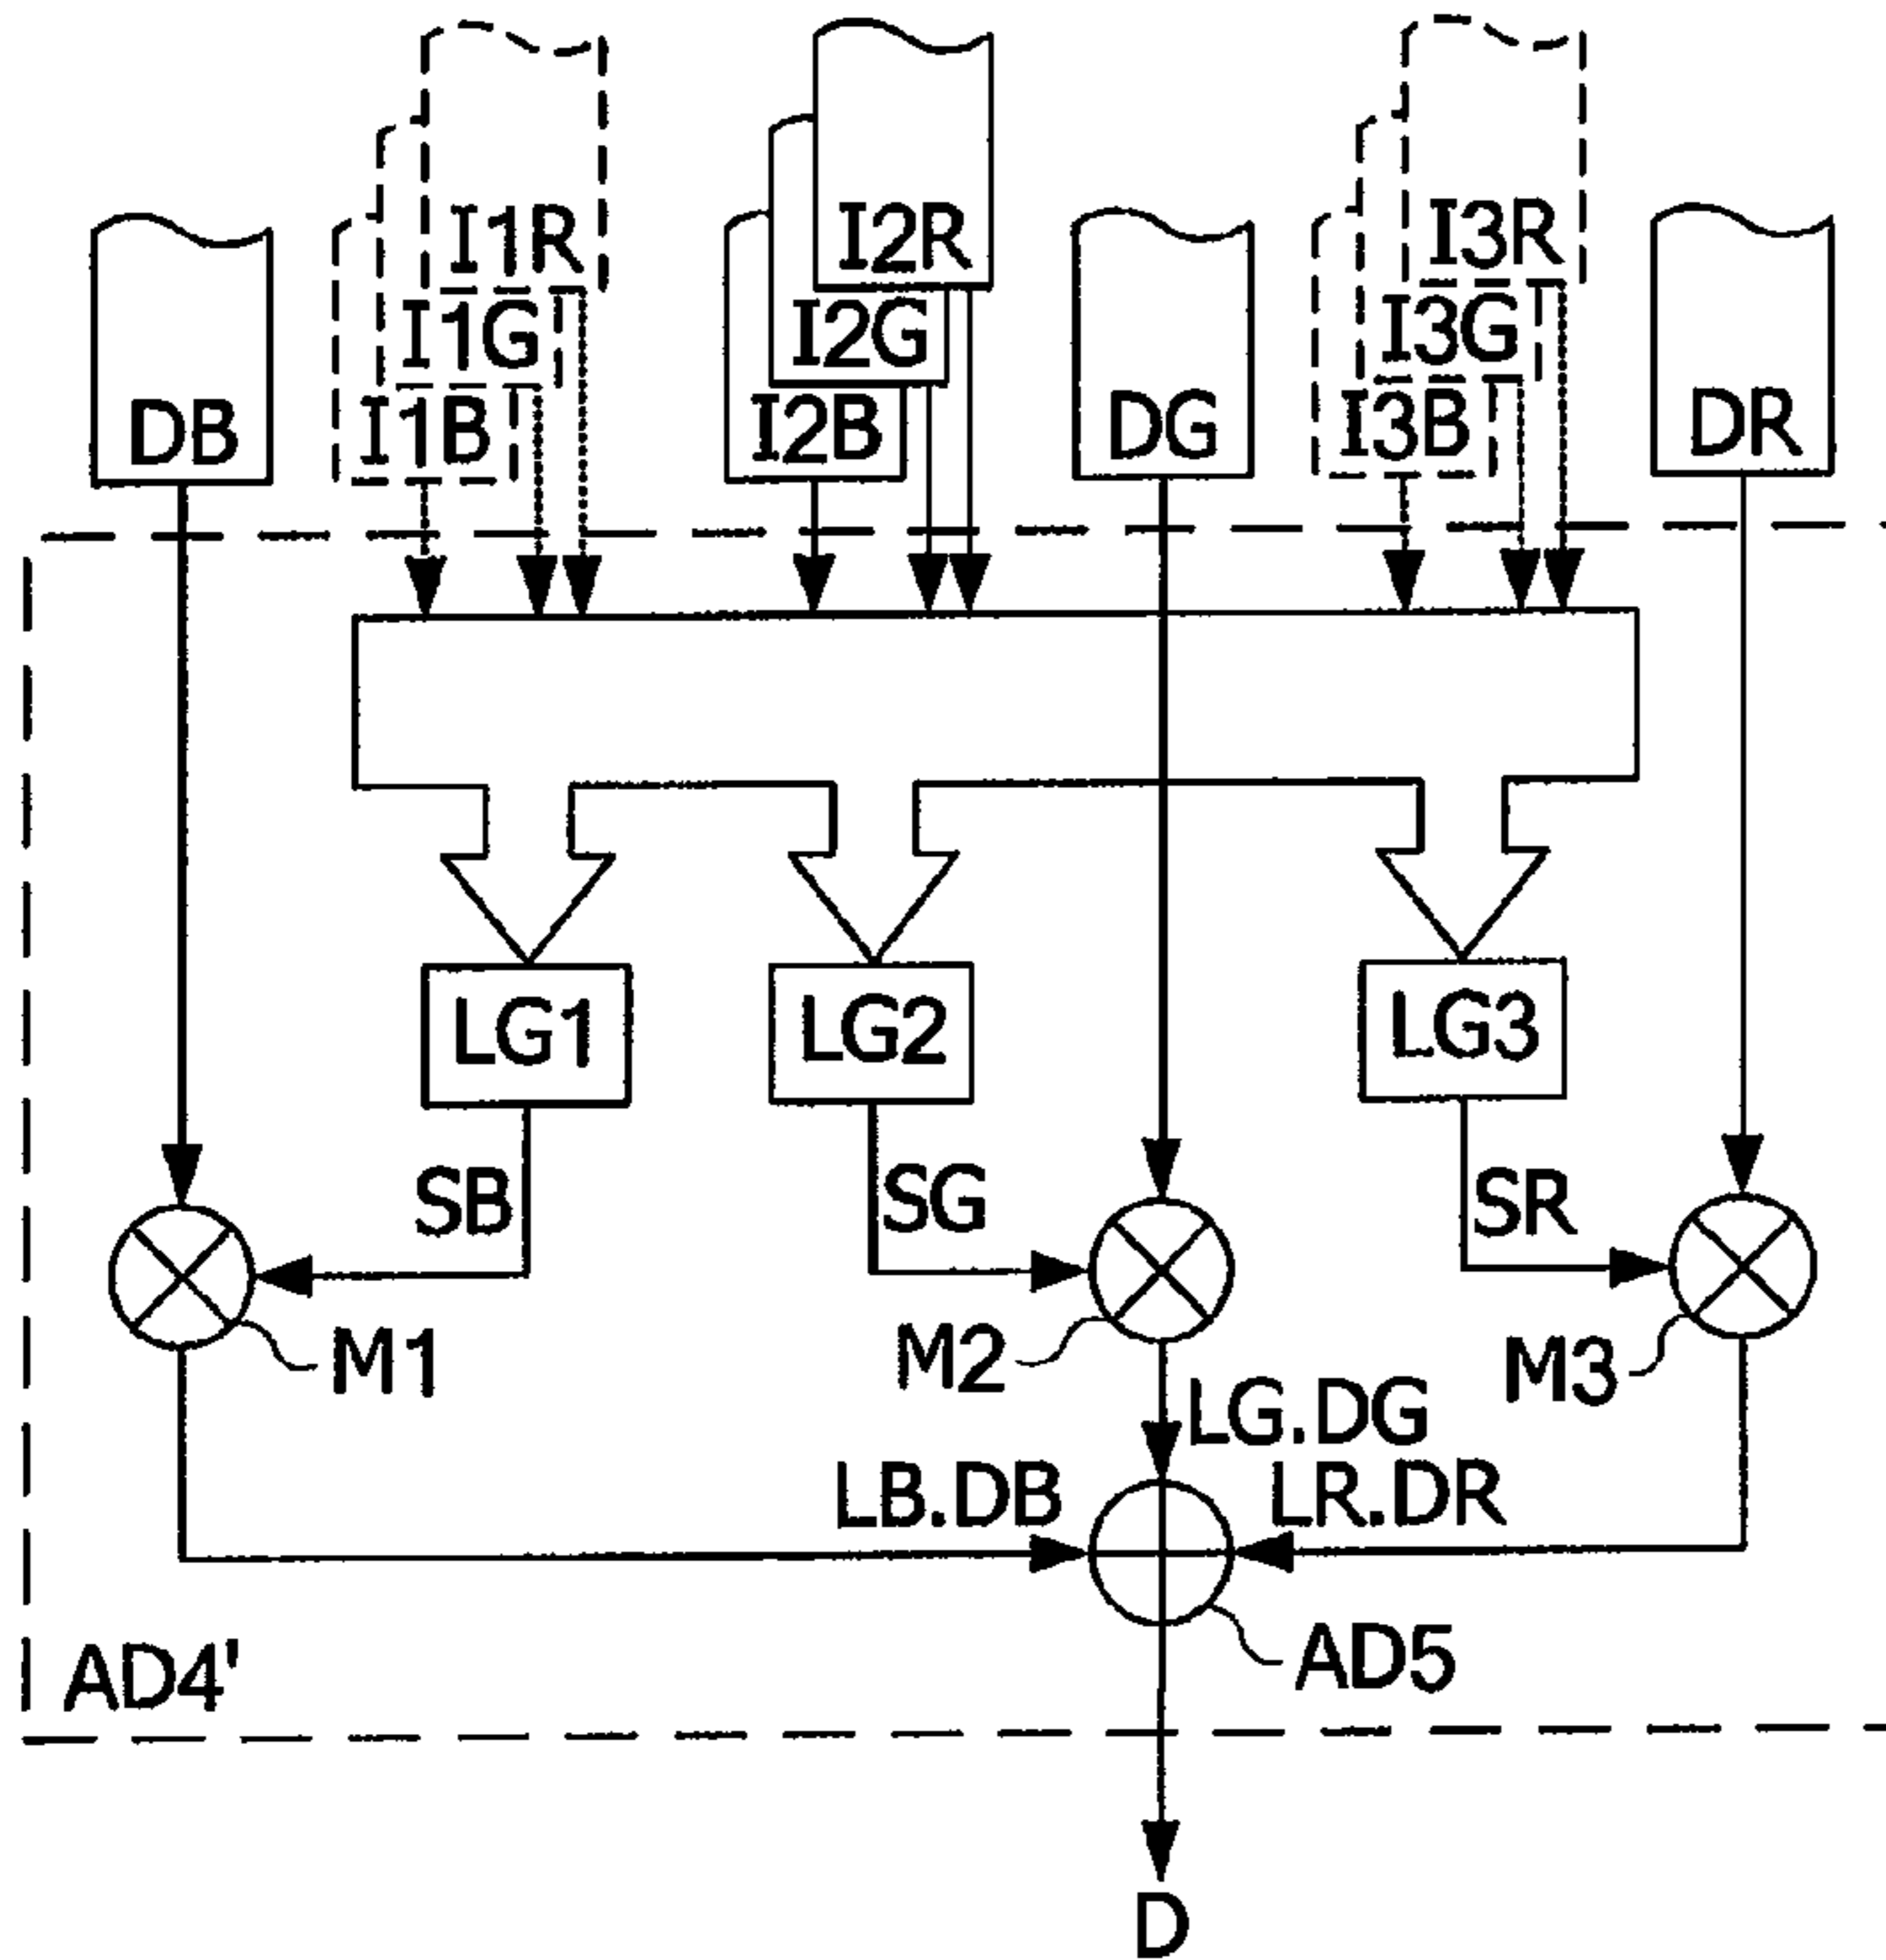 I1R
I2R
I3R
I1G
I2G
I3G
DB
I1B
I2B
DG
I3B
DR
LG1
LG2
LG3
SB
SG
SR
M1
M2
M3
LG.DG
LB.DB
LR.DR
AD4'
AD5
D